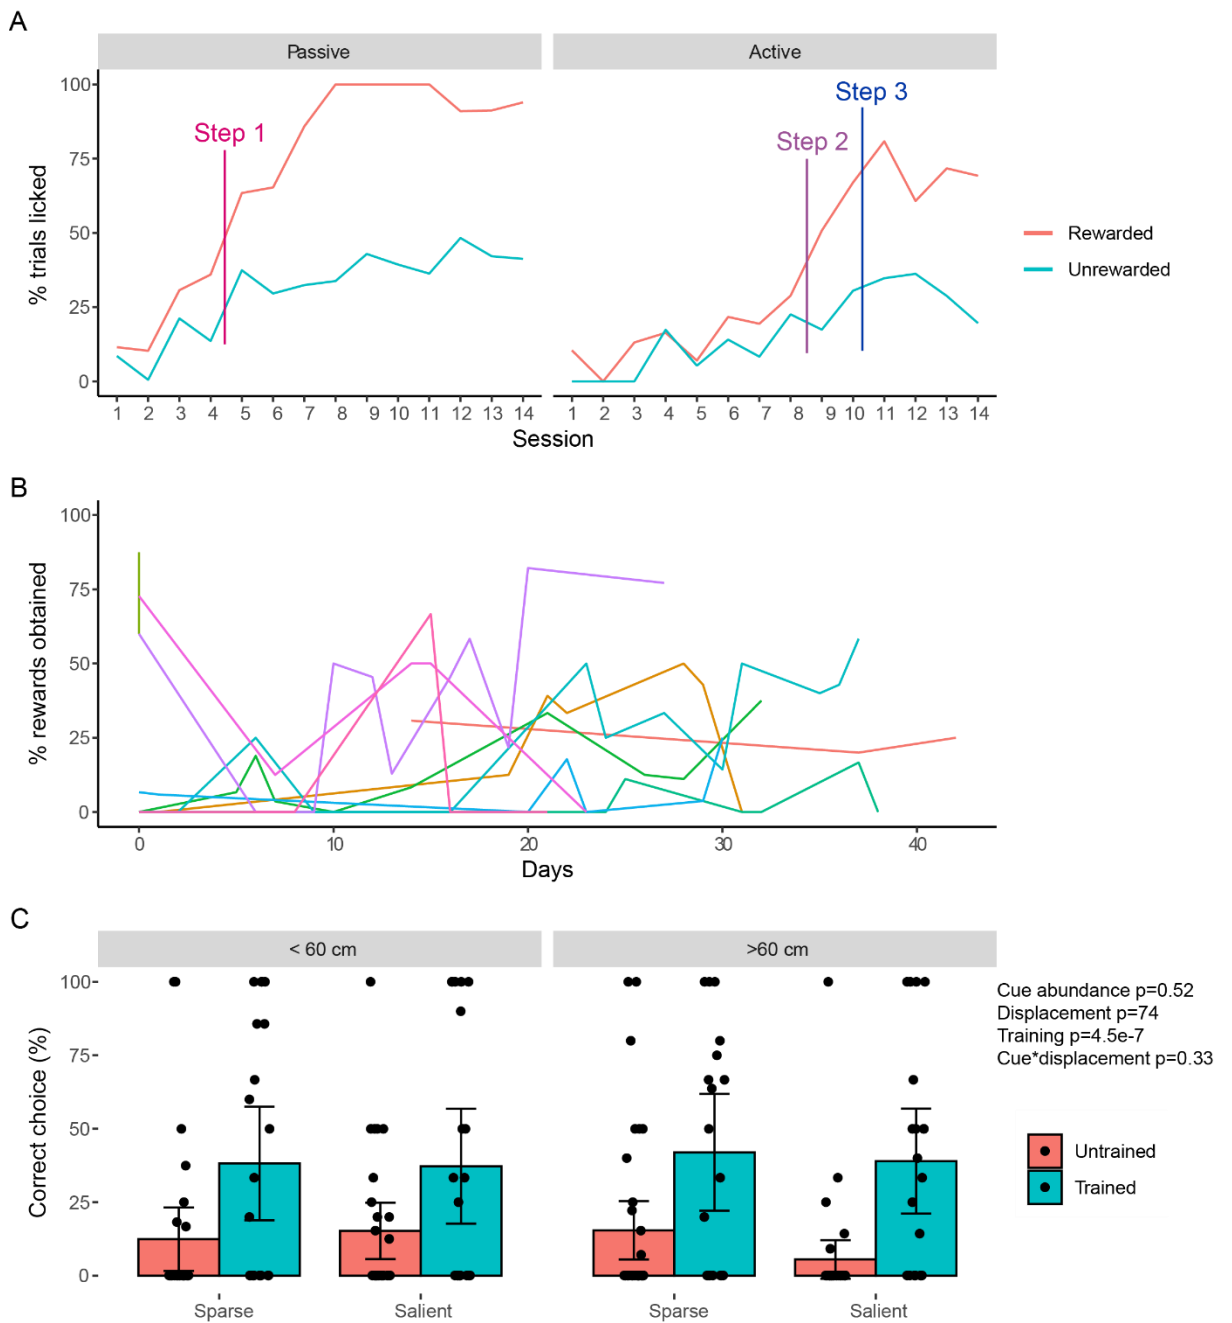 A
Passive
Active
100
75
50
25
0
% trials licked
Step 1
Step 2
Step 3
Rewarded
Unrewarded
1 2 3 4 5 6 7 8 9 10 11 12 13 14
1 2 3 4 5 6 7 8 9 10 11 12 13 14
Session
B
100
75
50
25
0
% rewards obtained
0 10 20 30 40
Days
C
< 60 cm
>60 cm
100
75
50
25
0
Correct choice (%)
Cue abundance p=0.52
Displacement p=74
Training p=4.5e-7
Cue*displacement p=0.33
Untrained
Trained
Sparse Salient Sparse Salient